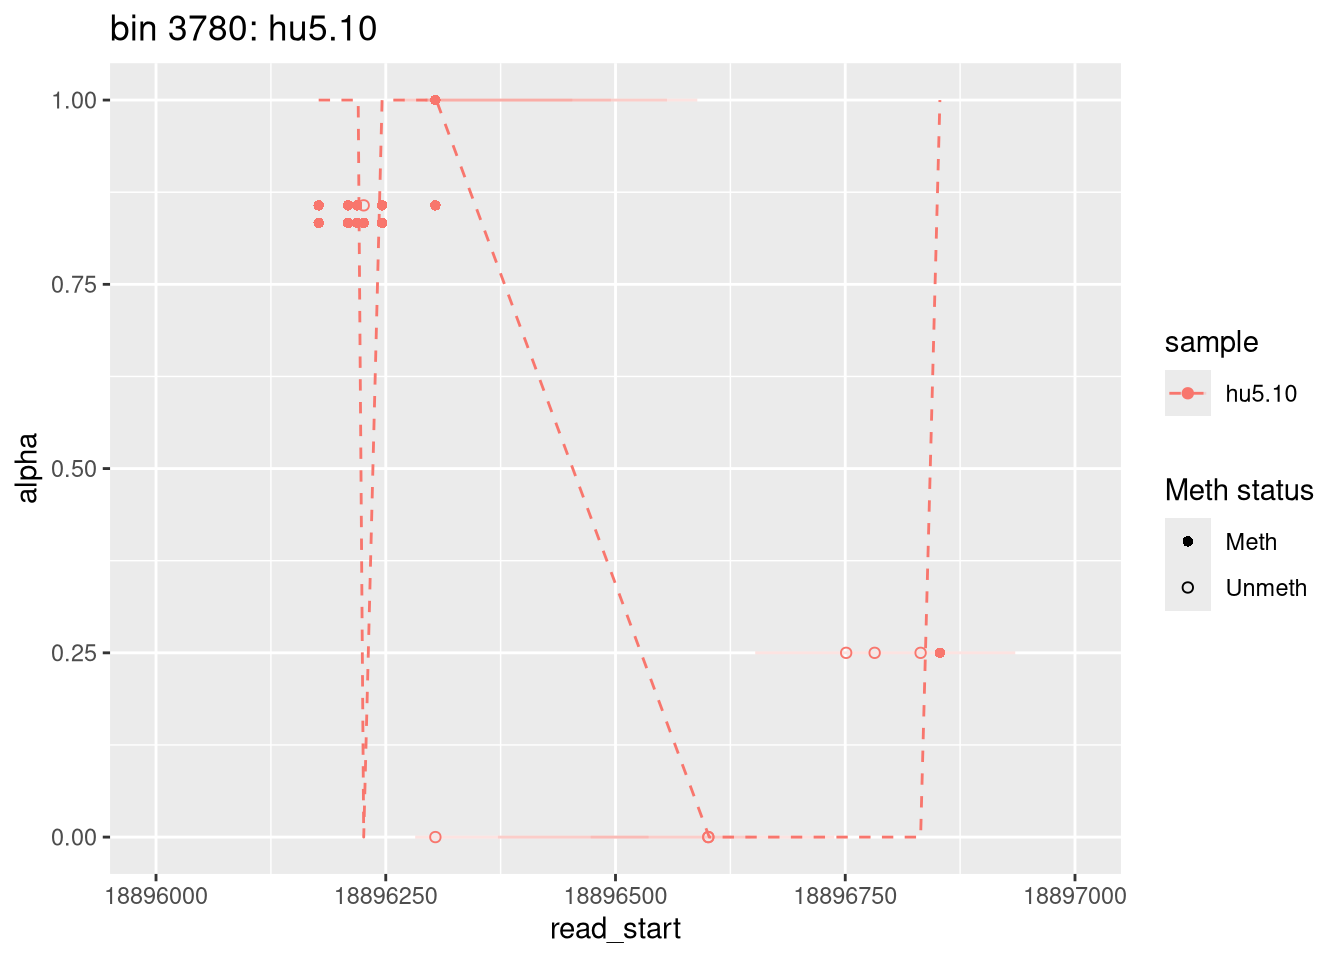 bin 3780: hu5.10
1.00
0.75
0.50
0.25
0.00
alpha
18896000 18896250 18896500 18896750 18897000
read_start
sample
hu5.10
Meth status
Meth
Unmeth